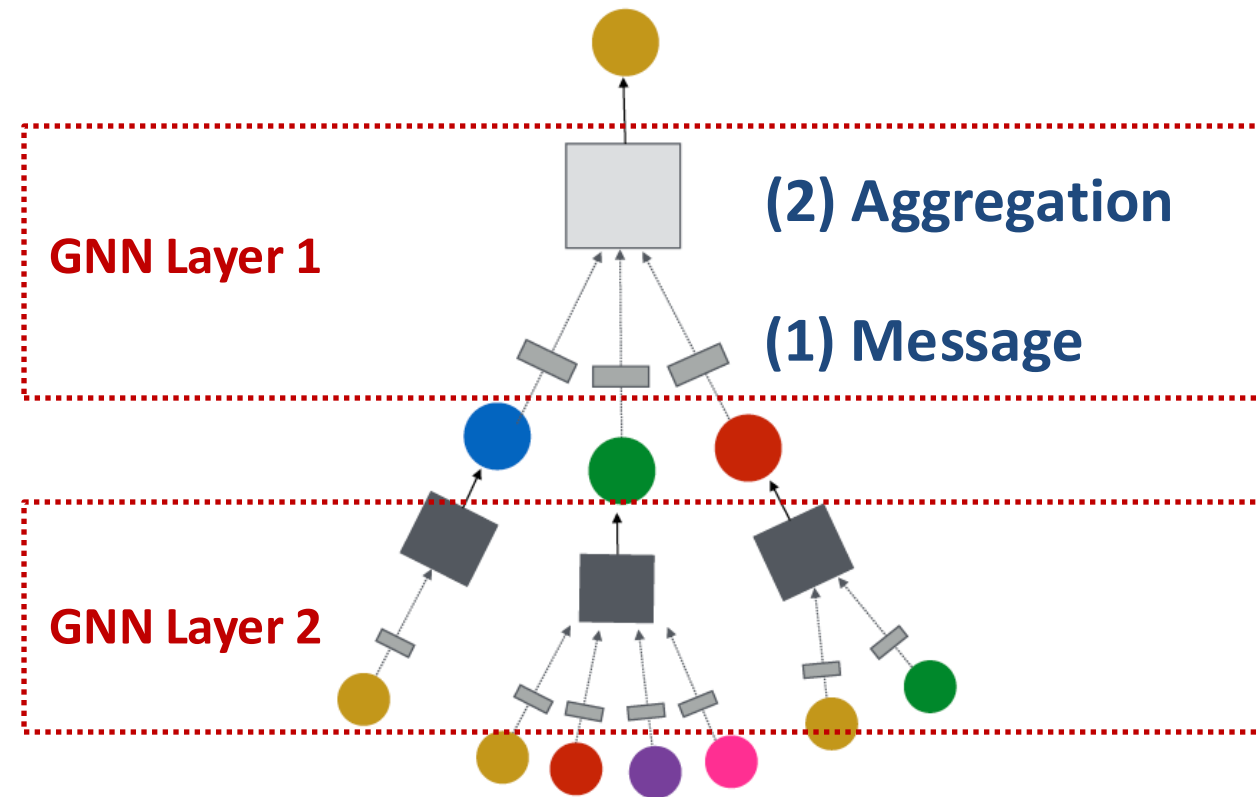 (2) Aggregation
GNN Layer 1
(1) Message
GNN Layer 2